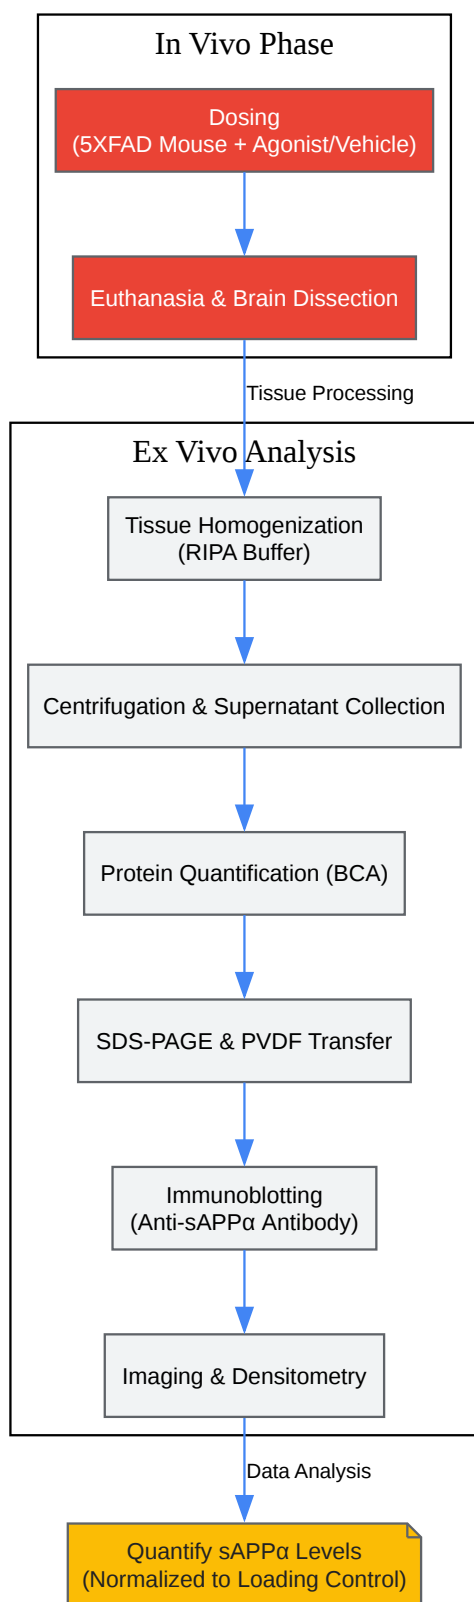 In Vivo Phase
Dosing
(5XFAD Mouse + Agonist/Vehicle)
Euthanasia & Brain Dissection
Tissue Processing
Ex Vivo Analysis
Tissue Homogenization
(RIPA Buffer)
Centrifugation & Supernatant Collection
Protein Quantification (BCA)
SDS-PAGE & PVDF Transfer
Immunoblotting
(Anti-sAPPα Antibody)
Imaging & Densitometry
Data Analysis
Quantify sAPPα Levels
(Normalized to Loading Control)